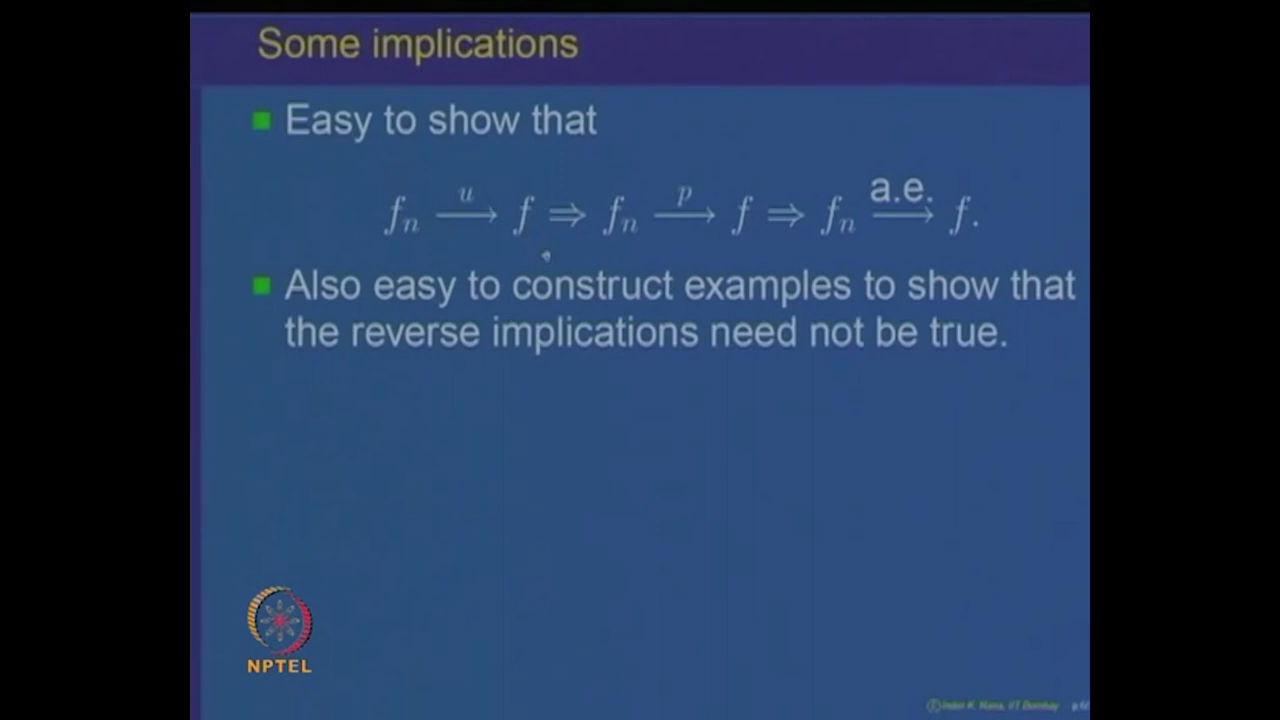 Some implications
Easy to show that
fₙ —u→ f ⇒ fₙ —p→ f ⇒ fₙ —a.e.→ f.
Also easy to construct examples to show that
the reverse implications need not be true.
NPTEL